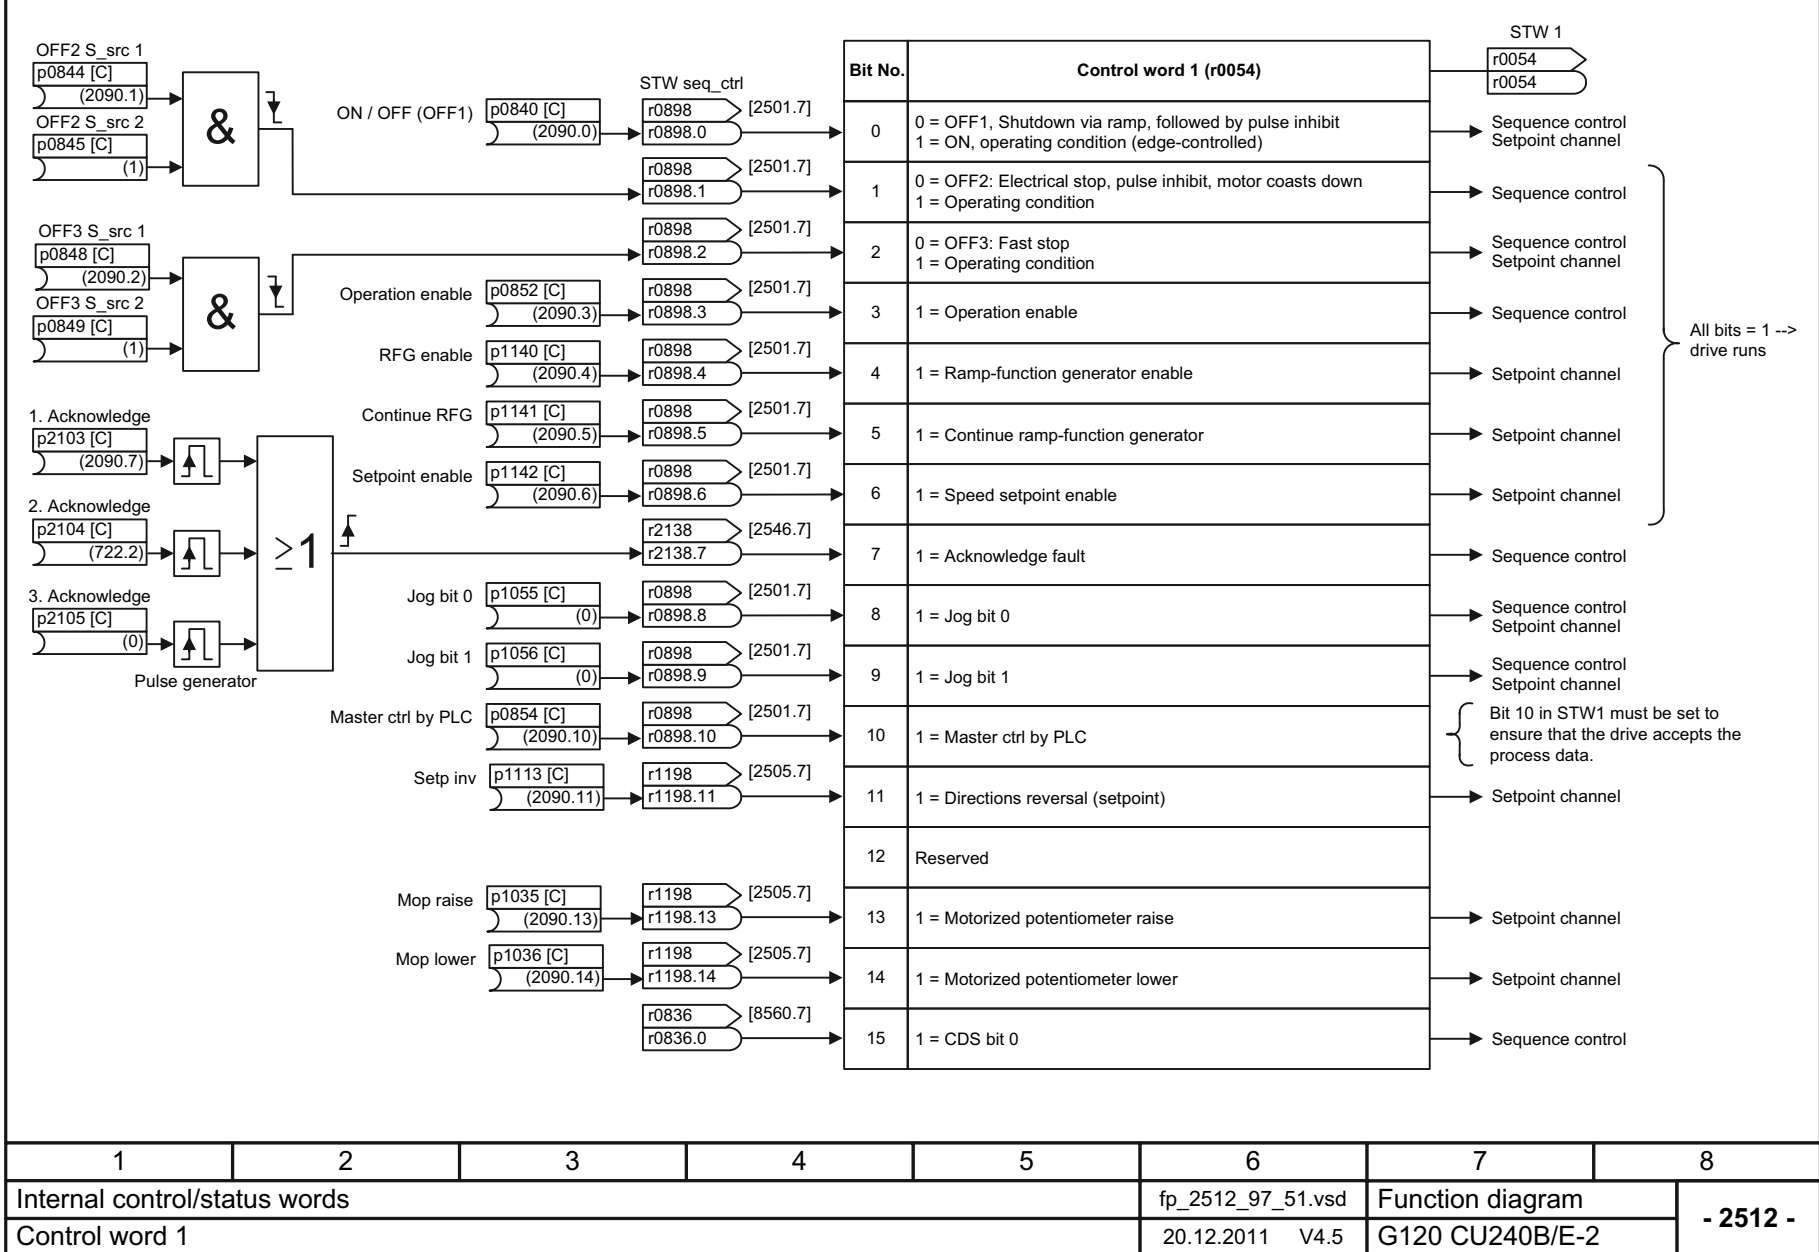 OFF2 S_src 1
p0844 [C]
(2090.1)
OFF2 S_src 2
p0845 [C]
(1)
&
OFF3 S_src 1
p0848 [C]
(2090.2)
OFF3 S_src 2
p0849 [C]
(1)
&
1. Acknowledge
p2103 [C]
(2090.7)
2. Acknowledge
p2104 [C]
(722.2)
3. Acknowledge
p2105 [C]
(0)
Pulse generator
≥1
STW seq_ctrl
ON / OFF (OFF1)
p0840 [C]
(2090.0)
r0898
[2501.7]
r0898.0
r0898
[2501.7]
r0898.1
r0898
[2501.7]
r0898.2
Operation enable
p0852 [C]
(2090.3)
r0898
[2501.7]
r0898.3
RFG enable
p1140 [C]
(2090.4)
r0898
[2501.7]
r0898.4
Continue RFG
p1141 [C]
(2090.5)
r0898
[2501.7]
r0898.5
Setpoint enable
p1142 [C]
(2090.6)
r0898
[2501.7]
r0898.6
r2138
[2546.7]
r2138.7
Jog bit 0
p1055 [C]
(0)
r0898
[2501.7]
r0898.8
Jog bit 1
p1056 [C]
(0)
r0898
[2501.7]
r0898.9
Master ctrl by PLC
p0854 [C]
(2090.10)
r0898
[2501.7]
r0898.10
Setp inv
p1113 [C]
(2090.11)
r1198
[2505.7]
r1198.11
Mop raise
p1035 [C]
(2090.13)
r1198
[2505.7]
r1198.13
Mop lower
p1036 [C]
(2090.14)
r1198
[2505.7]
r1198.14
r0836
[8560.7]
r0836.0
Bit No. Control word 1 (r0054)
STW 1
r0054
r0054
0
0 = OFF1, Shutdown via ramp, followed by pulse inhibit
1 = ON, operating condition (edge-controlled)
Sequence control
Setpoint channel
1
0 = OFF2: Electrical stop, pulse inhibit, motor coasts down
1 = Operating condition
Sequence control
2
0 = OFF3: Fast stop
1 = Operating condition
Sequence control
Setpoint channel
3 1 = Operation enable
Sequence control
4 1 = Ramp-function generator enable
Setpoint channel
5 1 = Continue ramp-function generator
Setpoint channel
6 1 = Speed setpoint enable
Setpoint channel
All bits = 1 -->
drive runs
7 1 = Acknowledge fault
Sequence control
8 1 = Jog bit 0
Sequence control
Setpoint channel
9 1 = Jog bit 1
Sequence control
Setpoint channel
10 1 = Master ctrl by PLC
Bit 10 in STW1 must be set to
ensure that the drive accepts the
process data.
11 1 = Directions reversal (setpoint)
Setpoint channel
12 Reserved
13 1 = Motorized potentiometer raise
Setpoint channel
14 1 = Motorized potentiometer lower
Setpoint channel
15 1 = CDS bit 0
Sequence control
1 2 3 4 5 6 7 8
Internal control/status words
fp_2512_97_51.vsd
Function diagram
- 2512 -
Control word 1
20.12.2011 V4.5
G120 CU240B/E-2